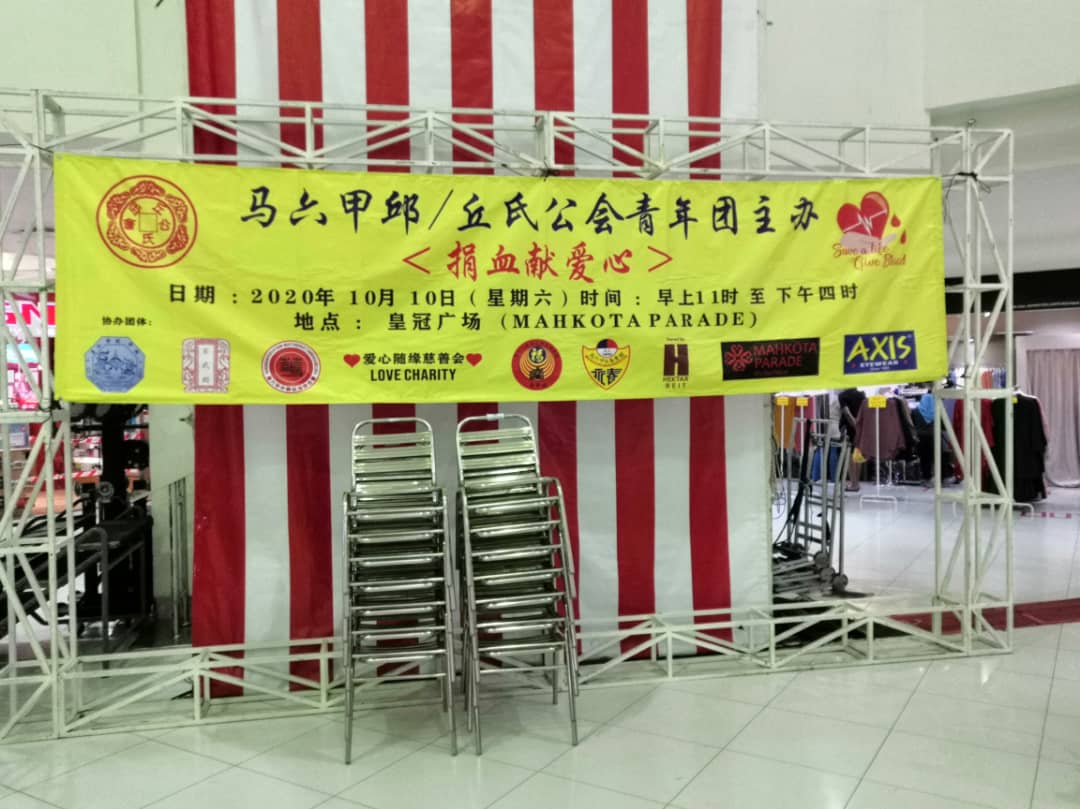 马六甲邱/丘氏公会青年团主办
<捐血献爱心>
Save a life
Give Blood
日期 : 2020年 10月 10日 ( 星期六 ) 时间 : 早上11时 至 下午四时
地点 : 皇冠广场 (MAHKOTA PARADE)
协办团体:
爱心随缘慈善会
LOVE CHARITY
HEKTAR
REIT
MAHKOTA
PARADE
AXIS
EYEWEAR